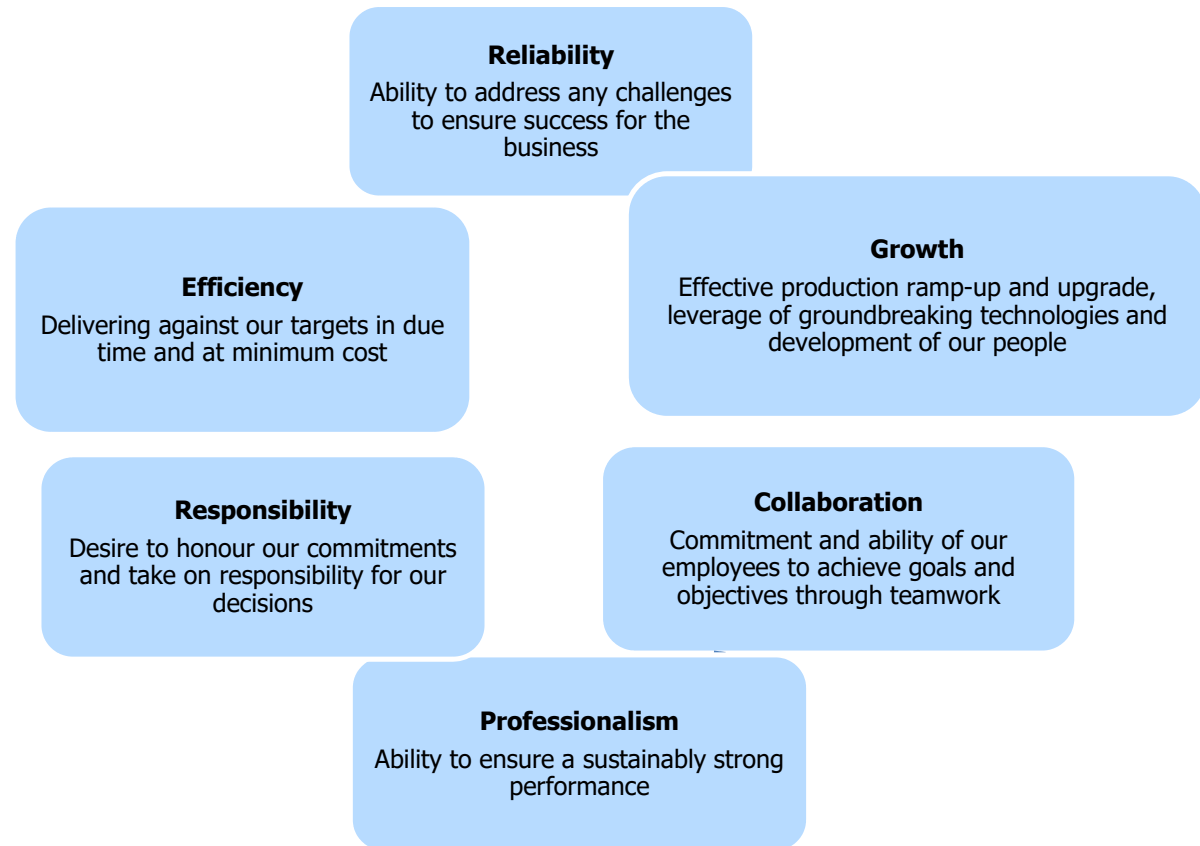 Reliability
Ability to address any challenges
to ensure success for the
business
Growth
Effective production ramp-up and upgrade,
leverage of groundbreaking technologies and
development of our people
Efficiency
Delivering against our targets in due
time and at minimum cost
Collaboration
Commitment and ability of our
employees to achieve goals and
objectives through teamwork
Responsibility
Desire to honour our commitments
and take on responsibility for our
decisions
Professionalism
Ability to ensure a sustainably strong
performance